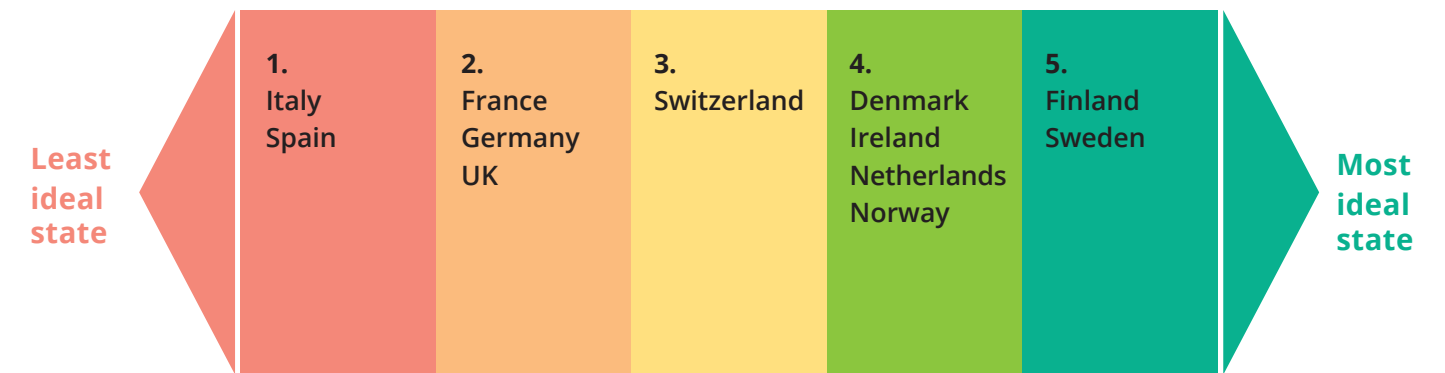 Least
ideal
state
1.
Italy
Spain
2.
France
Germany
UK
3.
Switzerland
4.
Denmark
Ireland
Netherlands
Norway
5.
Finland
Sweden
Most
ideal
state